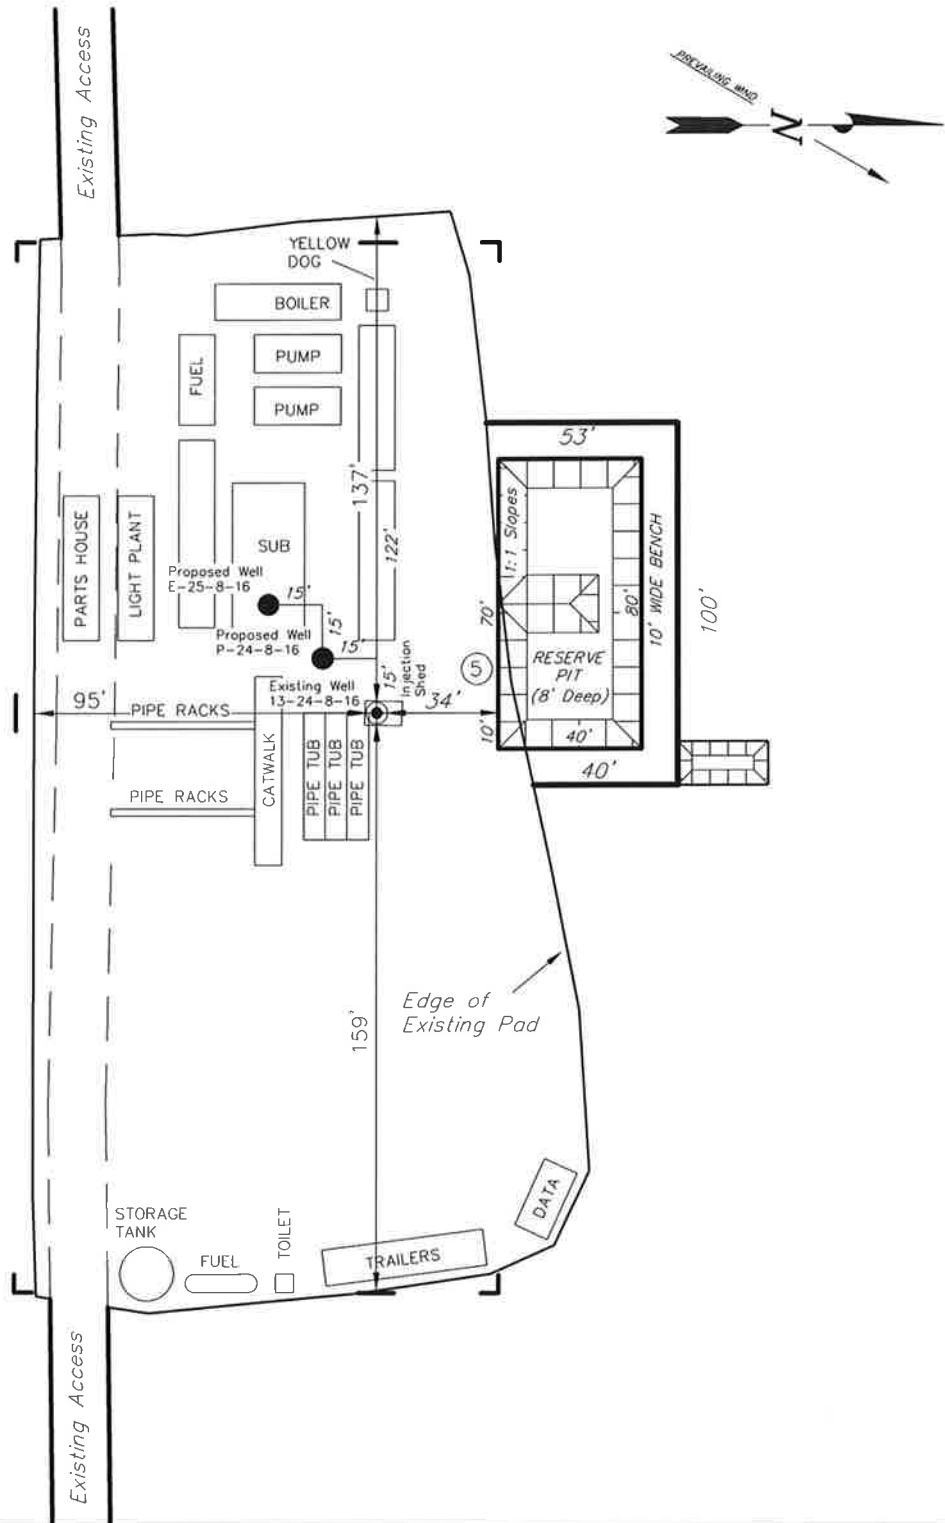 Existing Access
PREVAILING WIND
N
YELLOW
DOG
BOILER
FUEL
PUMP
PUMP
53'
137'
122'
1:1 Slopes
PARTS HOUSE
LIGHT PLANT
SUB
10' WIDE BENCH
80'
100'
70'
Proposed Well
E-25-8-16
15'
15'
Proposed Well
P-24-8-16
15'
15'
Injection
Shed
5
RESERVE
PIT
(8' Deep)
Existing Well
13-24-8-16
95'
34'
PIPE RACKS
10'
40'
40'
CATWALK
PIPE TUB
PIPE TUB
PIPE TUB
PIPE RACKS
159'
Edge of
Existing Pad
DATA
STORAGE
TANK
FUEL
TOILET
TRAILERS
Existing Access